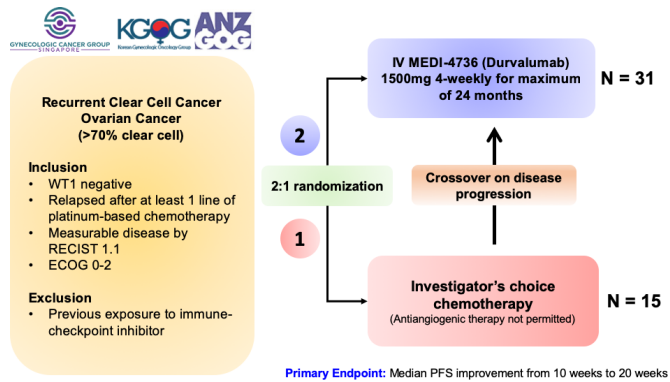 GYNECOLOGIC CANCER GROUP
SINGAPORE
KGOG
Korean Gynecologic Oncology Group
ANZ
GOG
Recurrent Clear Cell Cancer
Ovarian Cancer
(>70% clear cell)
Inclusion
• WT1 negative
• Relapsed after at least 1 line of
platinum-based chemotherapy
• Measurable disease by
RECIST 1.1
• ECOG 0-2
Exclusion
• Previous exposure to immune-
checkpoint inhibitor
2
2:1 randomization
1
IV MEDI-4736 (Durvalumab)
1500mg 4-weekly for maximum
of 24 months
N = 31
Crossover on disease
progression
Investigator's choice
chemotherapy
(Antiangiogenic therapy not permitted)
N = 15
Primary Endpoint: Median PFS improvement from 10 weeks to 20 weeks